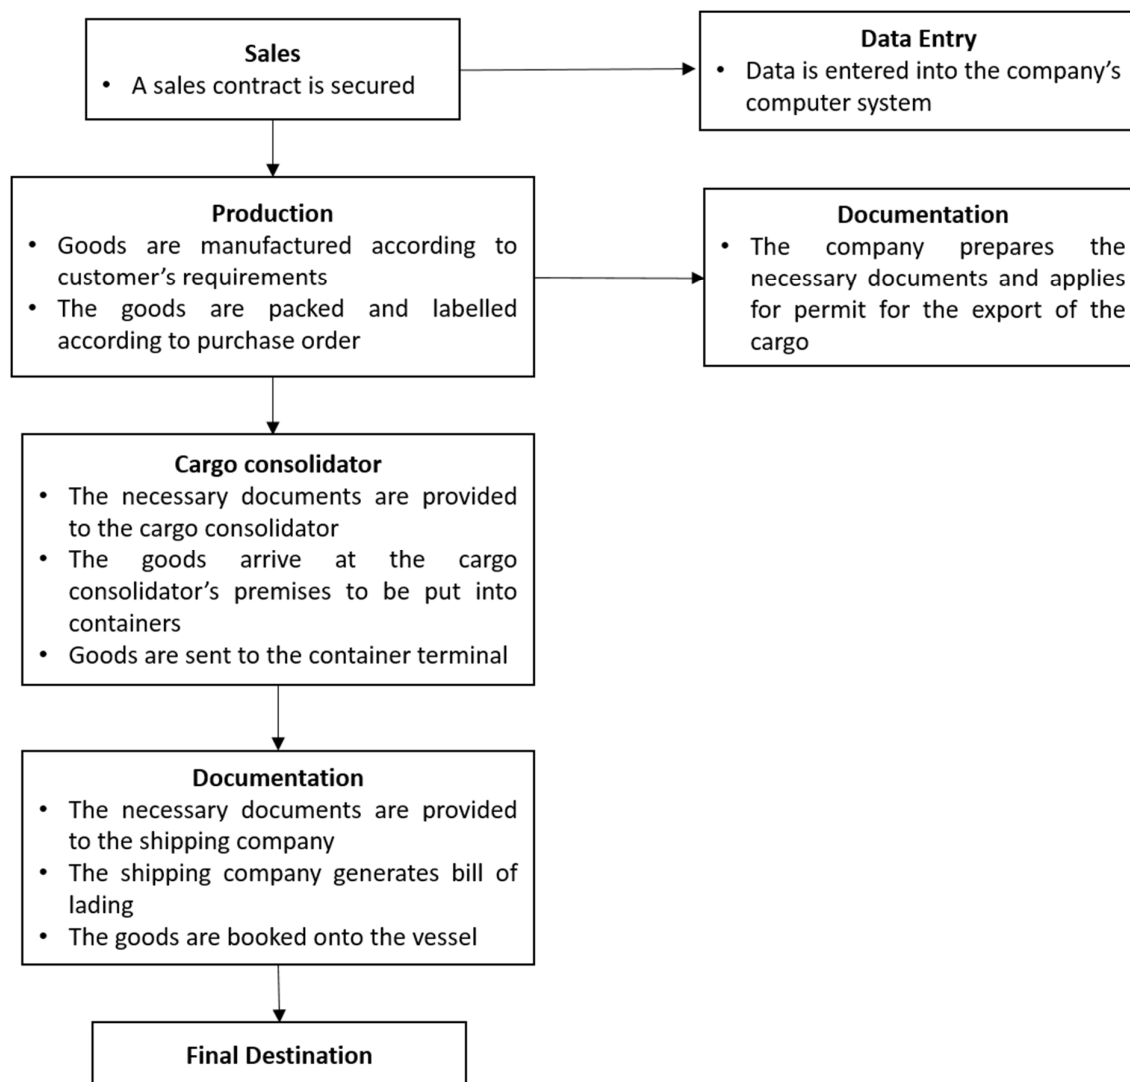 Sales
• A sales contract is secured
Data Entry
• Data is entered into the company’s
computer system
Production
• Goods are manufactured according to
customer’s requirements
• The goods are packed and labelled
according to purchase order
Documentation
• The company prepares the
necessary documents and applies
for permit for the export of the
cargo
Cargo consolidator
• The necessary documents are provided
to the cargo consolidator
• The goods arrive at the cargo
consolidator’s premises to be put into
containers
• Goods are sent to the container terminal
Documentation
• The necessary documents are provided
to the shipping company
• The shipping company generates bill of
lading
• The goods are booked onto the vessel
Final Destination